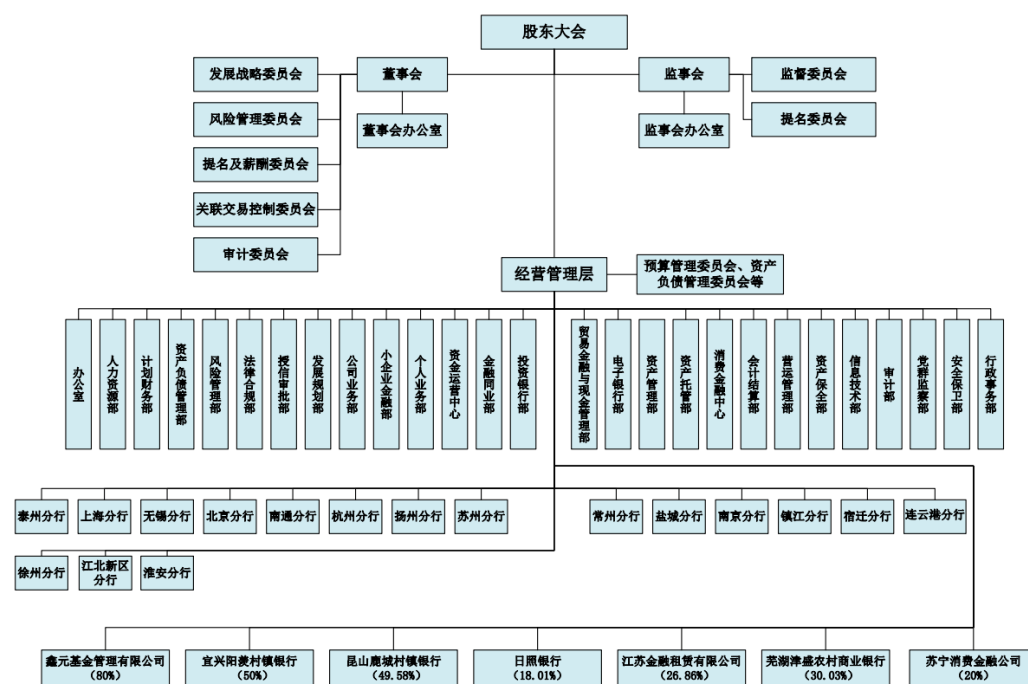 股东大会
发展战略委员会
董事会
监事会
监督委员会
风险管理委员会
董事会办公室
监事会办公室
提名委员会
提名及薪酬委员会
关联交易控制委员会
审计委员会
经营管理层
预算管理委员会、资产
负债管理委员会等
办公室
人力资源部
计划财务部
资产负债管理部
风险管理部
法律合规部
授信审批部
发展规划部
公司业务部
小企业金融部
个人业务部
资金运营中心
金融同业部
投资银行部
贸易金融与现金管理部
电子银行部
资产管理部
资产托管部
消费金融中心
会计结算部
营运管理部
资产保全部
信息技术部
审计部
党群监察部
安全保卫部
行政事务部
泰州分行
上海分行
无锡分行
北京分行
南通分行
杭州分行
扬州分行
苏州分行
常州分行
盐城分行
南京分行
镇江分行
宿迁分行
连云港分行
徐州分行
江北新区
分行
淮安分行
鑫元基金管理有限公司
(80%)
宜兴阳羡村镇银行
(50%)
昆山鹿城村镇银行
(49.58%)
日照银行
(18.01%)
江苏金融租赁有限公司
(26.86%)
芜湖津盛农村商业银行
(30.03%)
苏宁消费金融公司
(20%)